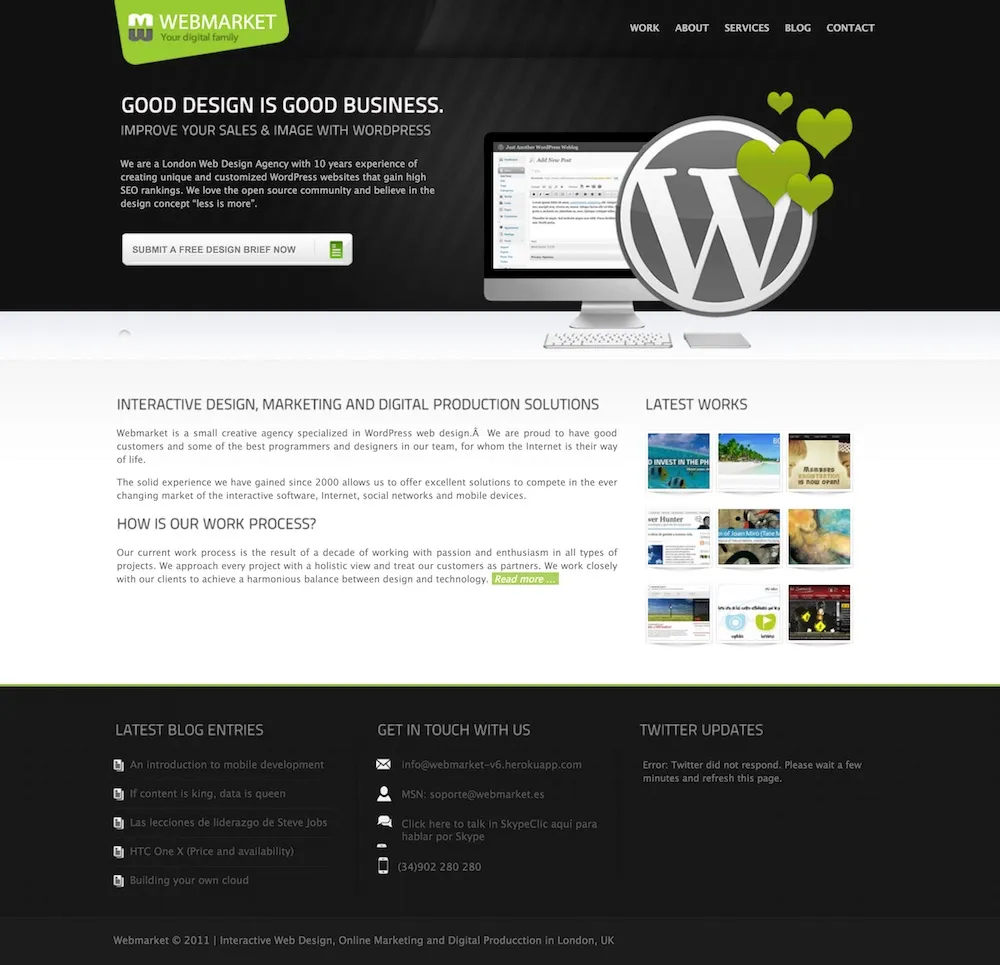 WEBMARKET
Your digital family
WORK ABOUT SERVICES BLOG CONTACT
GOOD DESIGN IS GOOD BUSINESS.
IMPROVE YOUR SALES & IMAGE WITH WORDPRESS
We are a London Web Design Agency with 10 years experience of
creating unique and customized WordPress websites that gain high
SEO rankings. We love the open source community and believe in the
design concept "less is more".
SUBMIT A FREE DESIGN BRIEF NOW
Just Another WordPress Weblog
Add New Post
INTERACTIVE DESIGN, MARKETING AND DIGITAL PRODUCTION SOLUTIONS
Webmarket is a small creative agency specialized in WordPress web design.Â We are proud to have good
customers and some of the best programmers and designers in our team, for whom the Internet is their way
of life.
The solid experience we have gained since 2000 allows us to offer excellent solutions to compete in the ever
changing market of the interactive software, Internet, social networks and mobile devices.
HOW IS OUR WORK PROCESS?
Our current work process is the result of a decade of working with passion and enthusiasm in all types of
projects. We approach every project with a holistic view and treat our customers as partners. We work closely
with our clients to achieve a harmonious balance between design and technology. Read more ...
LATEST WORKS
D INVEST IN THE PH
MEMBERS
REGISTRATION
IS NOW OPEN!
ver Hunter
or of Joan Miró (Tane M
LATEST BLOG ENTRIES
An introduction to mobile development
If content is king, data is queen
Las lecciones de liderazgo de Steve Jobs
HTC One X (Price and availability)
Building your own cloud
GET IN TOUCH WITH US
info@webmarket-v6.herokuapp.com
MSN: soporte@webmarket.es
Click here to talk in SkypeClic aquí para
hablar por Skype
(34)902 280 280
TWITTER UPDATES
Error: Twitter did not respond. Please wait a few
minutes and refresh this page.
Webmarket © 2011 | Interactive Web Design, Online Marketing and Digital Producction in London, UK